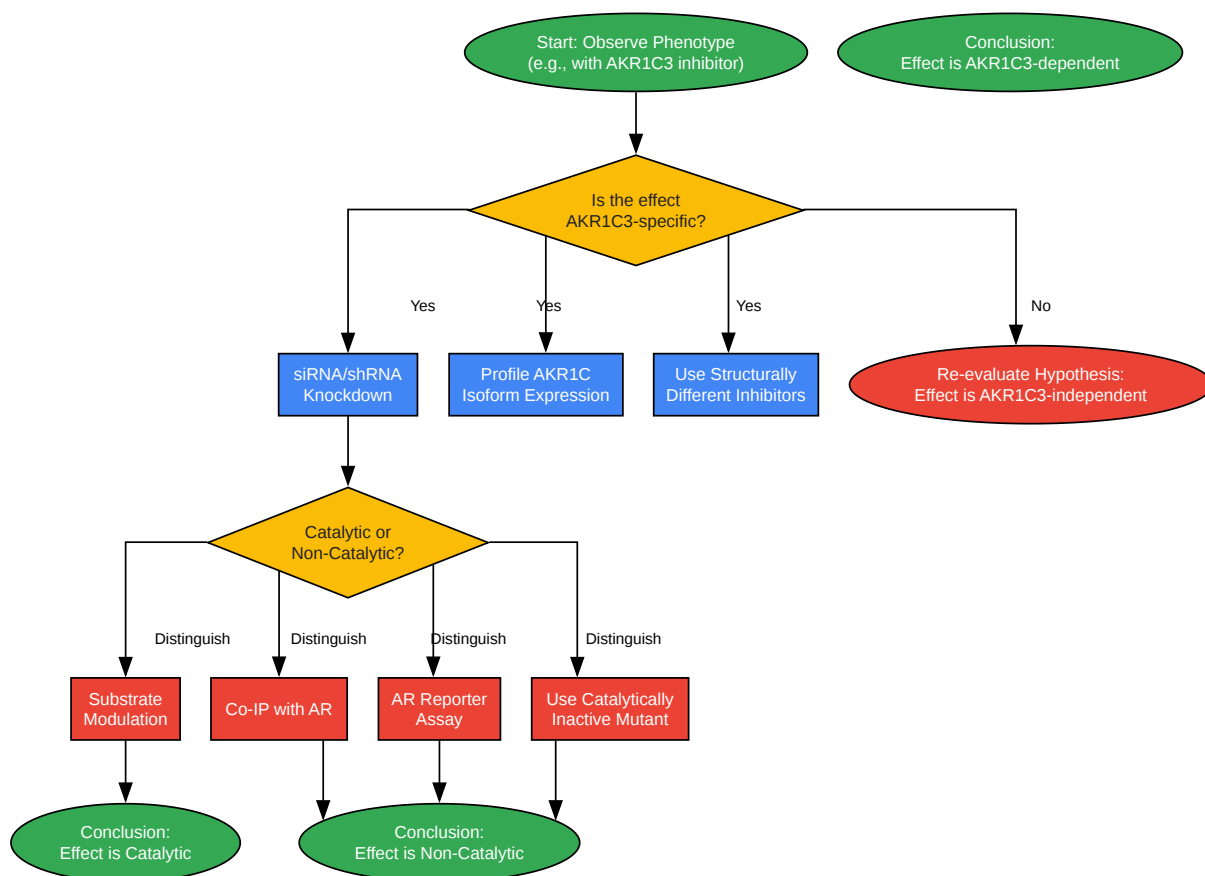 Start: Observe Phenotype
(e.g., with AKR1C3 inhibitor)
Conclusion:
Effect is AKR1C3-dependent
Is the effect
AKR1C3-specific?
Yes
Yes
Yes
No
siRNA/shRNA
Knockdown
Profile AKR1C
Isoform Expression
Use Structurally
Different Inhibitors
Re-evaluate Hypothesis:
Effect is AKR1C3-independent
Catalytic or
Non-Catalytic?
Distinguish
Distinguish
Distinguish
Distinguish
Substrate
Modulation
Co-IP with AR
AR Reporter
Assay
Use Catalytically
Inactive Mutant
Conclusion:
Effect is Catalytic
Conclusion:
Effect is Non-Catalytic